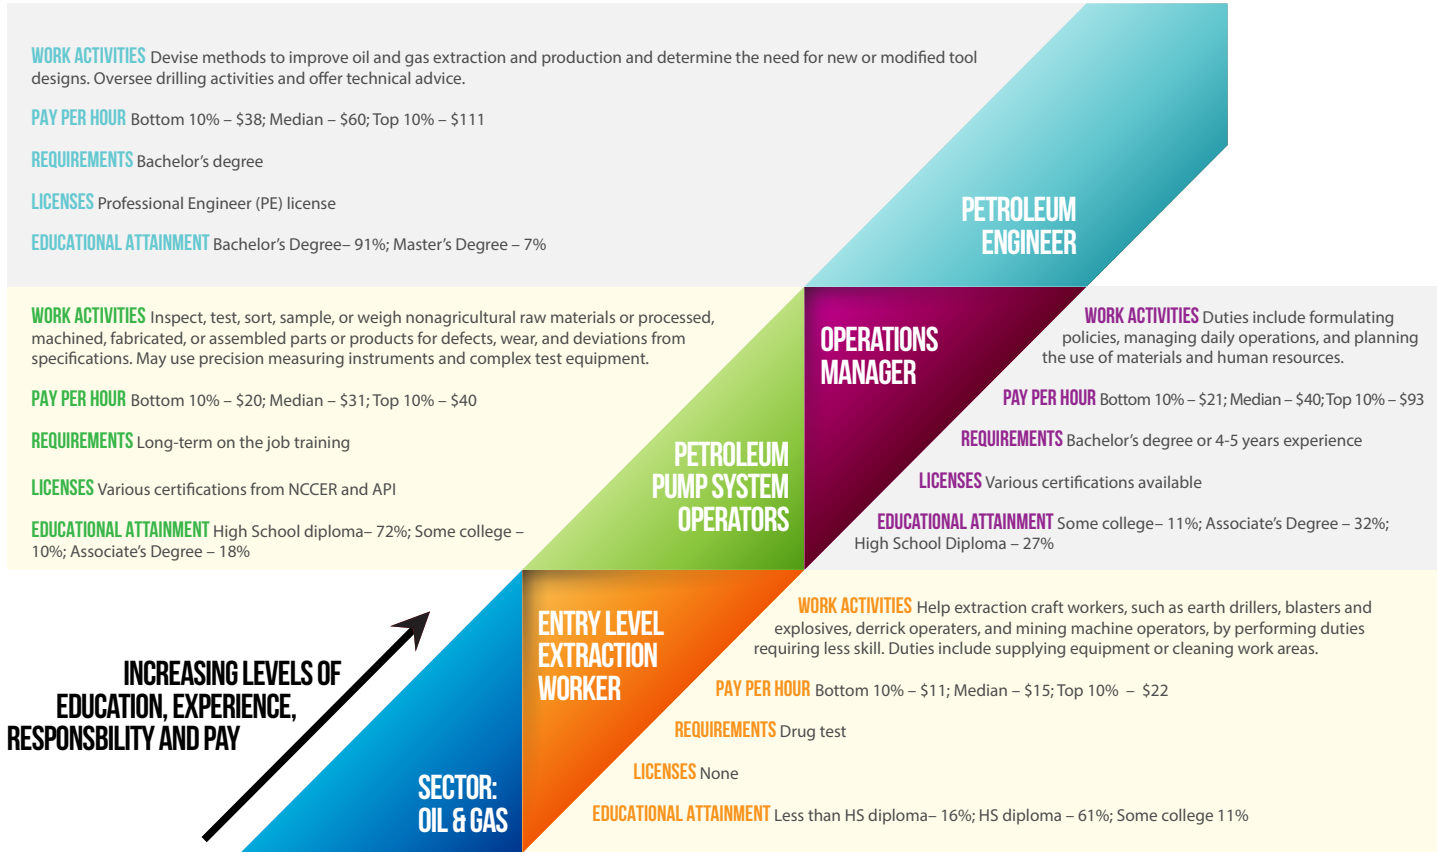 WORK ACTIVITIES Devise methods to improve oil and gas extraction and production and determine the need for new or modified tool
designs. Oversee drilling activities and offer technical advice.
PAY PER HOUR Bottom 10% – $38; Median – $60; Top 10% – $111
REQUIREMENTS Bachelor's degree
LICENSES Professional Engineer (PE) license
EDUCATIONAL ATTAINMENT Bachelor's Degree– 91%; Master's Degree – 7%
PETROLEUM
ENGINEER
WORK ACTIVITIES Inspect, test, sort, sample, or weigh nonagricultural raw materials or processed,
machined, fabricated, or assembled parts or products for defects, wear, and deviations from
specifications. May use precision measuring instruments and complex test equipment.
PAY PER HOUR Bottom 10% – $20; Median – $31; Top 10% – $40
REQUIREMENTS Long-term on the job training
LICENSES Various certifications from NCCER and API
EDUCATIONAL ATTAINMENT High School diploma– 72%; Some college –
10%; Associate's Degree – 18%
PETROLEUM
PUMP SYSTEM
OPERATORS
OPERATIONS
MANAGER
WORK ACTIVITIES Duties include formulating
policies, managing daily operations, and planning
the use of materials and human resources.
PAY PER HOUR Bottom 10% – $21; Median – $40; Top 10% – $93
REQUIREMENTS Bachelor's degree or 4-5 years experience
LICENSES Various certifications available
EDUCATIONAL ATTAINMENT Some college– 11%; Associate's Degree – 32%;
High School Diploma – 27%
INCREASING LEVELS OF
EDUCATION, EXPERIENCE,
RESPONSBILITY AND PAY
SECTOR:
OIL & GAS
ENTRY LEVEL
EXTRACTION
WORKER
WORK ACTIVITIES Help extraction craft workers, such as earth drillers, blasters and
explosives, derrick operaters, and mining machine operators, by performing duties
requiring less skill. Duties include supplying equipment or cleaning work areas.
PAY PER HOUR Bottom 10% – $11; Median – $15; Top 10% – $22
REQUIREMENTS Drug test
LICENSES None
EDUCATIONAL ATTAINMENT Less than HS diploma– 16%; HS diploma – 61%; Some college 11%